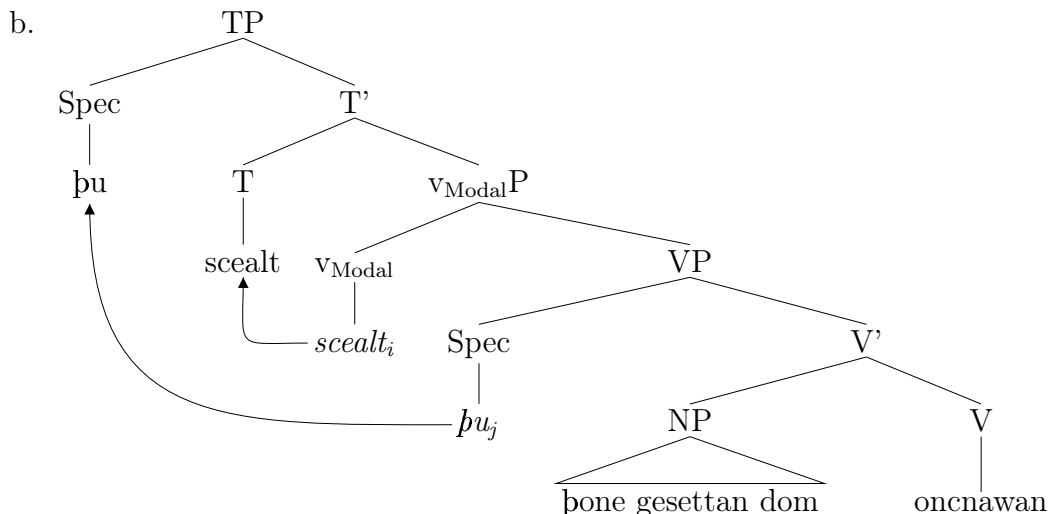 b. TP
Spec T'
þu T v_Modal P
scealt v_Modal VP
scealt_i Spec V'
þu_j NP V
þone gesettan dom oncnawan